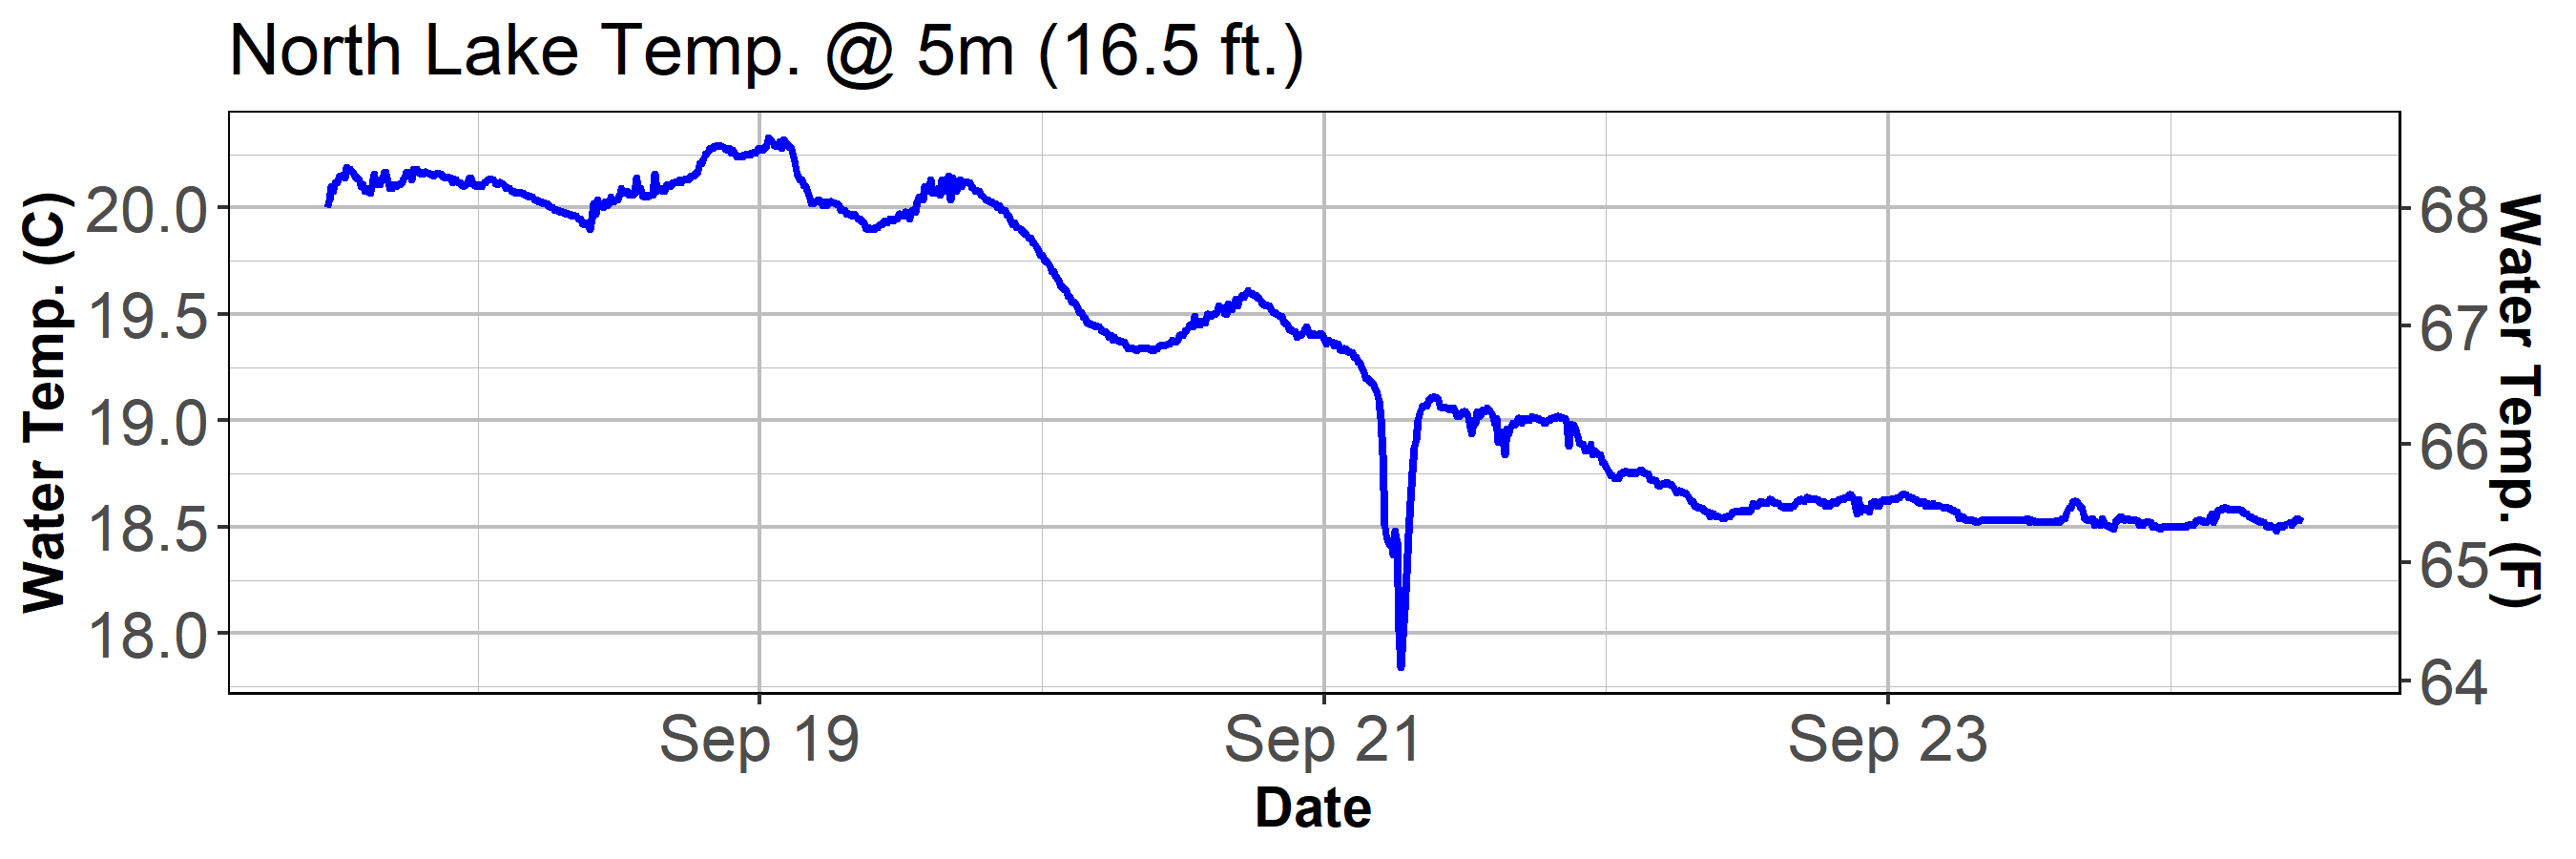 North Lake Temp. @ 5m (16.5 ft.)
Water Temp. (C)
20.0
19.5
19.0
18.5
18.0
68
67
66
65
64
Water Temp. (F)
Sep 19
Sep 21
Sep 23
Date